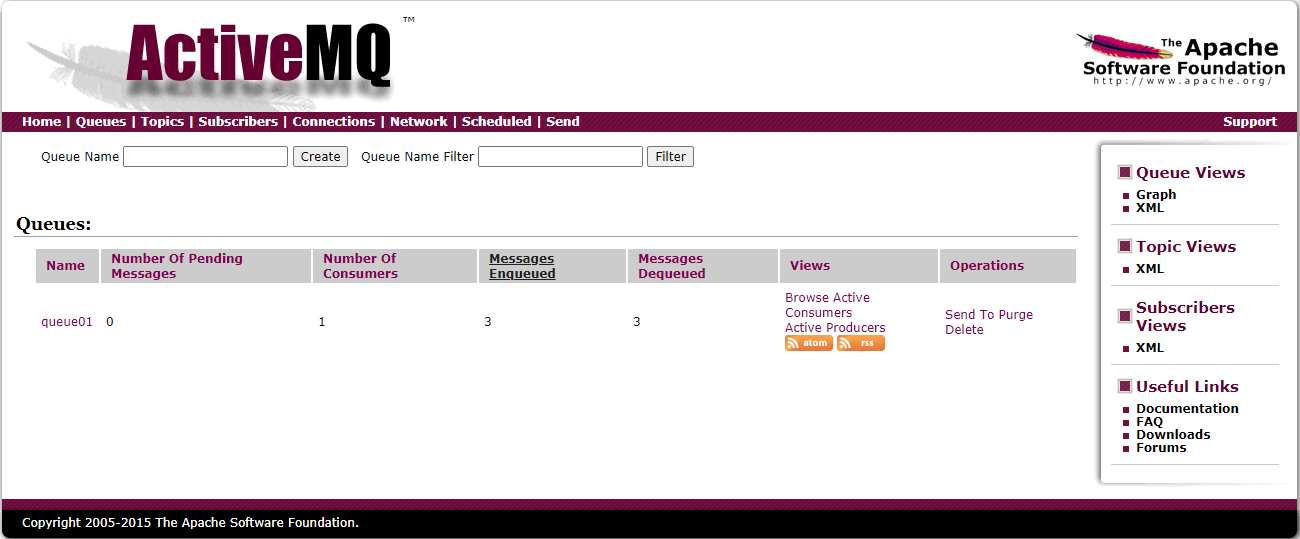 ActiveMQ ™
The Apache
Software Foundation
http://www.apache.org/
Home | Queues | Topics | Subscribers | Connections | Network | Scheduled | Send
Support
Queue Name Create Queue Name Filter Filter
Queues:
Name
Number Of Pending
Messages
Number Of
Consumers
Messages
Enqueued
Messages
Dequeued
Views
Operations
queue01
0
1
3
3
Browse Active
Consumers
Active Producers
atom rss
Send To Purge
Delete
Queue Views
Graph
XML
Topic Views
XML
Subscribers
Views
XML
Useful Links
Documentation
FAQ
Downloads
Forums
Copyright 2005-2015 The Apache Software Foundation.